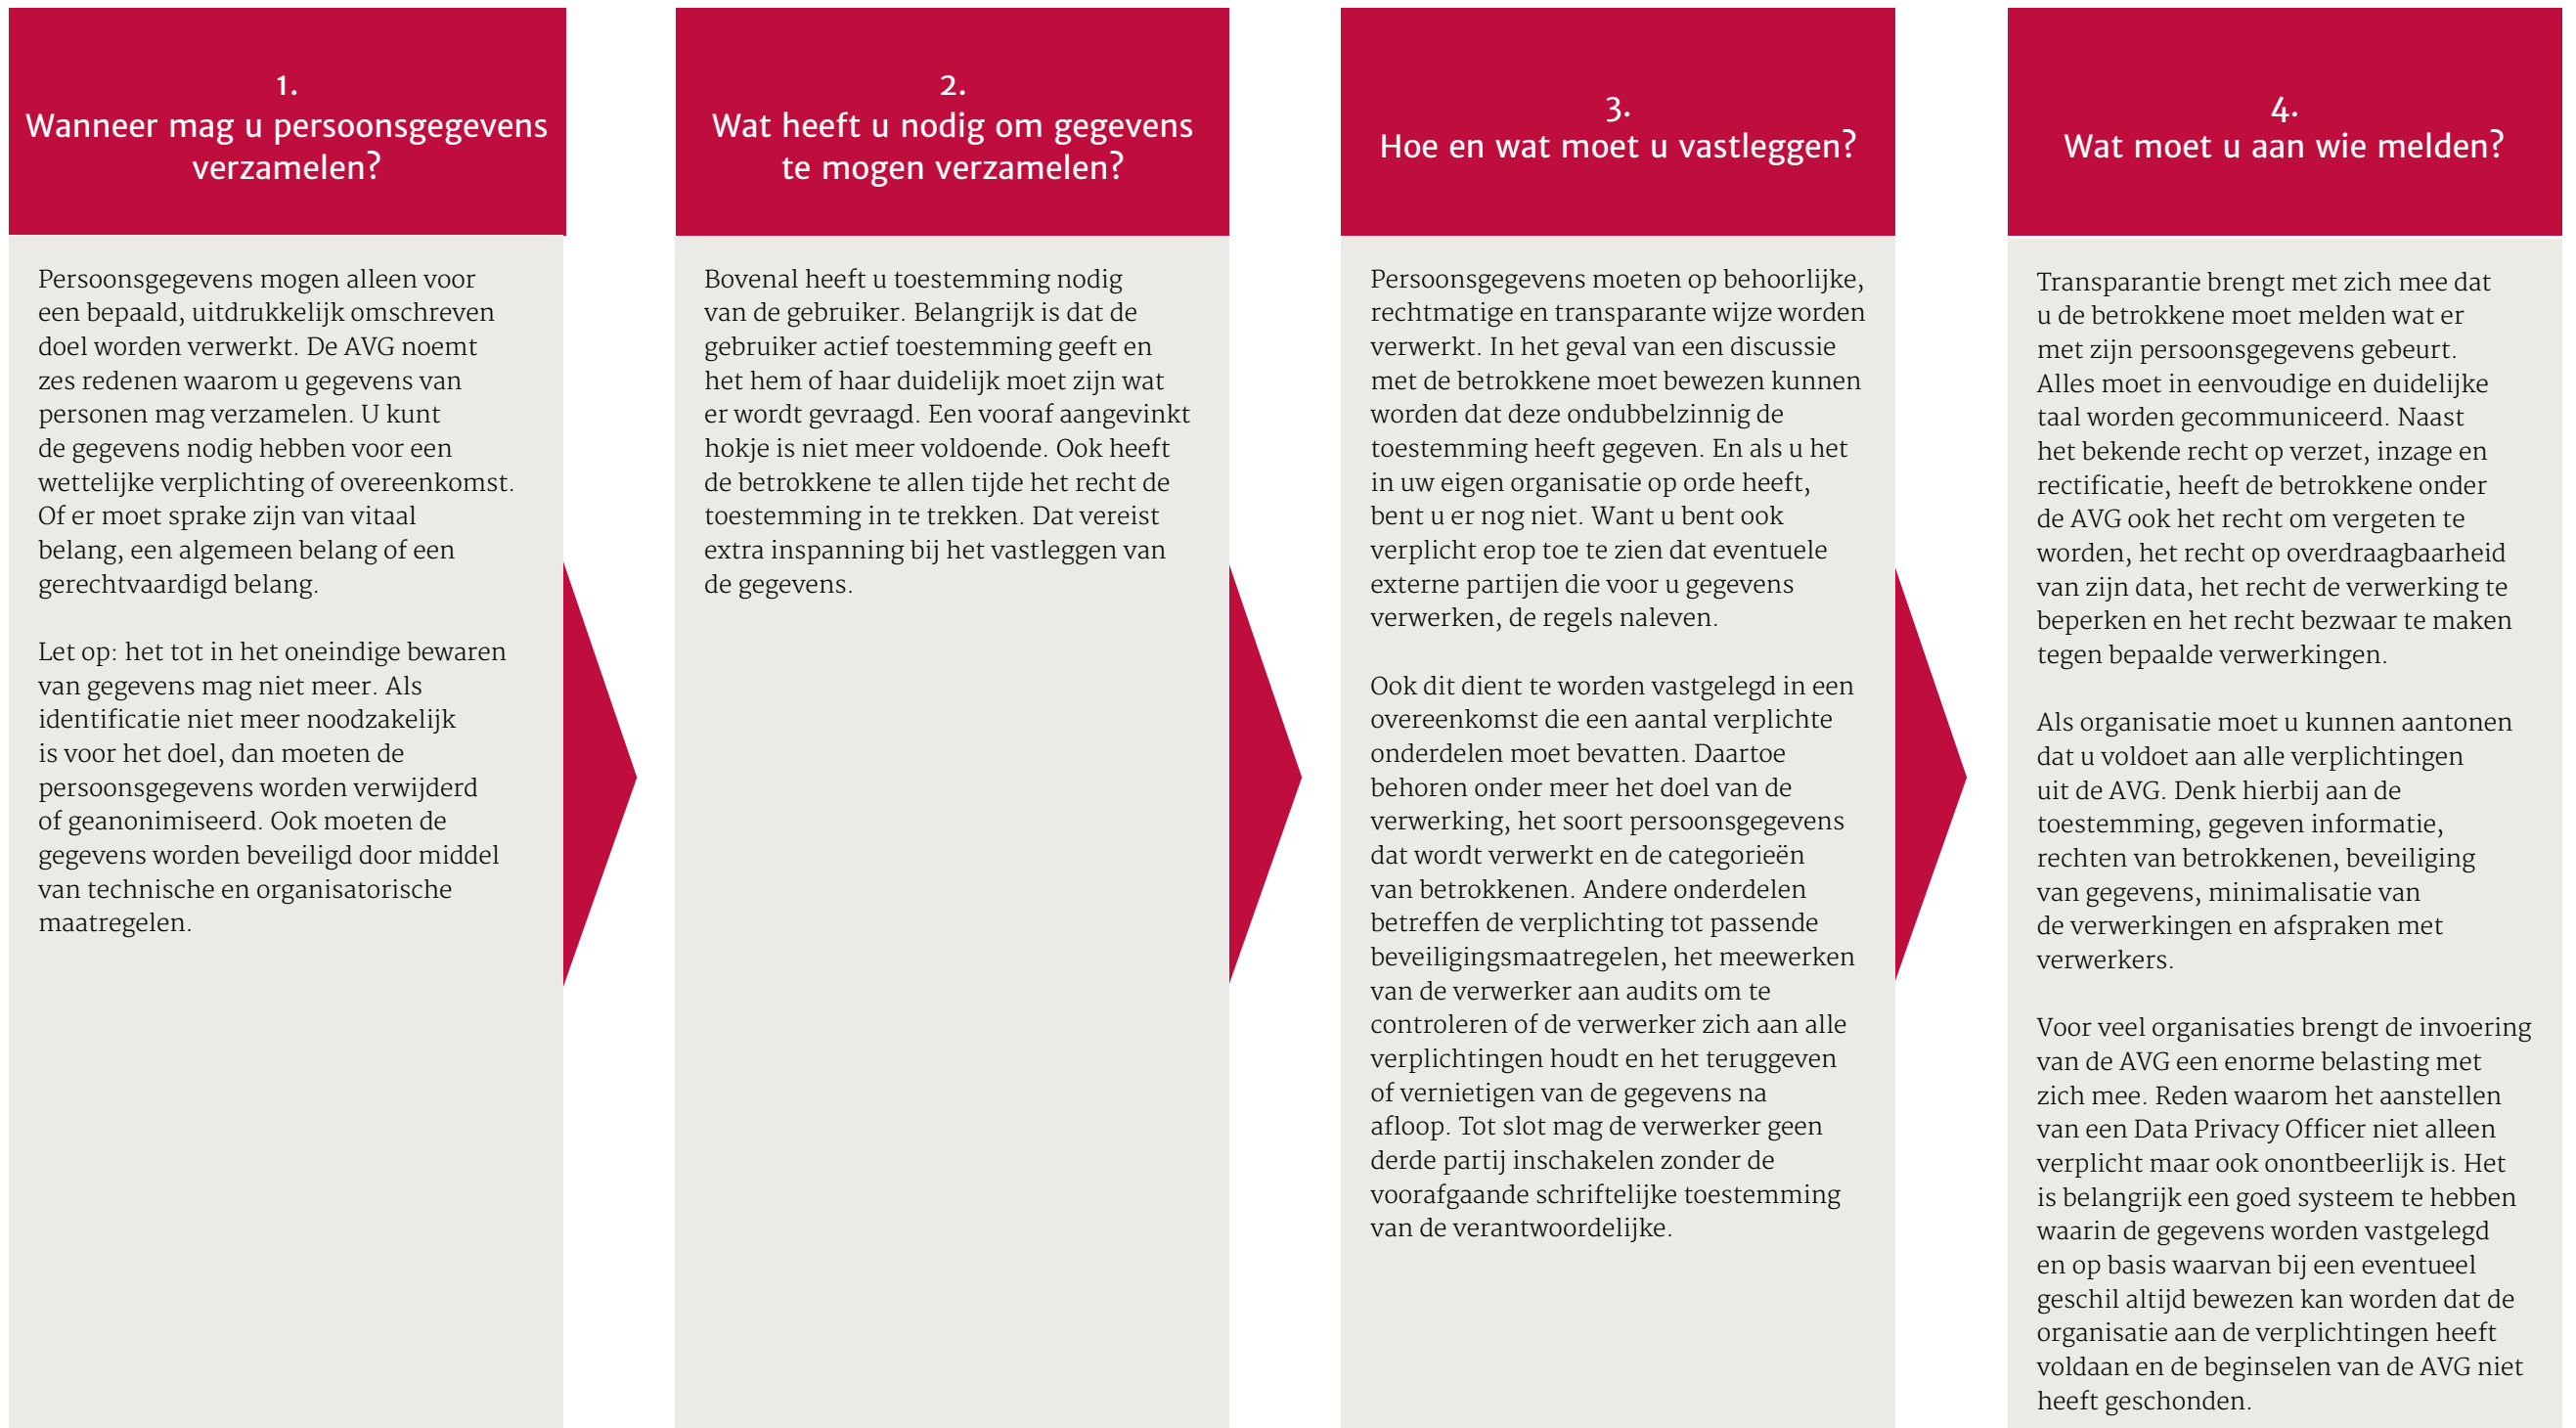 1.
Wanneer mag u persoonsgegevens
verzamelen?
Persoonsgegevens mogen alleen voor
een bepaald, uitdrukkelijk omschreven
doel worden verwerkt. De AVG noemt
zes redenen waarom u gegevens van
personen mag verzamelen. U kunt
de gegevens nodig hebben voor een
wettelijke verplichting of overeenkomst.
Of er moet sprake zijn van vitaal
belang, een algemeen belang of een
gerechtvaardigd belang.
Let op: het tot in het oneindige bewaren
van gegevens mag niet meer. Als
identificatie niet meer noodzakelijk
is voor het doel, dan moeten de
persoonsgegevens worden verwijderd
of geanonimiseerd. Ook moeten de
gegevens worden beveiligd door middel
van technische en organisatorische
maatregelen.
2.
Wat heeft u nodig om gegevens
te mogen verzamelen?
Bovenal heeft u toestemming nodig
van de gebruiker. Belangrijk is dat de
gebruiker actief toestemming geeft en
het hem of haar duidelijk moet zijn wat
er wordt gevraagd. Een vooraf aangevinkt
hokje is niet meer voldoende. Ook heeft
de betrokkene te allen tijde het recht de
toestemming in te trekken. Dat vereist
extra inspanning bij het vastleggen van
de gegevens.
3.
Hoe en wat moet u vastleggen?
Persoonsgegevens moeten op behoorlijke,
rechtmatige en transparante wijze worden
verwerkt. In het geval van een discussie
met de betrokkene moet bewezen kunnen
worden dat deze ondubbelzinnig de
toestemming heeft gegeven. En als u het
in uw eigen organisatie op orde heeft,
bent u er nog niet. Want u bent ook
verplicht erop toe te zien dat eventuele
externe partijen die voor u gegevens
verwerken, de regels naleven.
Ook dit dient te worden vastgelegd in een
overeenkomst die een aantal verplichte
onderdelen moet bevatten. Daartoe
behoren onder meer het doel van de
verwerking, het soort persoonsgegevens
dat wordt verwerkt en de categorieën
van betrokkenen. Andere onderdelen
betreffen de verplichting tot passende
beveiligingsmaatregelen, het meewerken
van de verwerker aan audits om te
controleren of de verwerker zich aan alle
verplichtingen houdt en het teruggeven
of vernietigen van de gegevens na
afloop. Tot slot mag de verwerker geen
derde partij inschakelen zonder de
voorafgaande schriftelijke toestemming
van de verantwoordelijke.
4.
Wat moet u aan wie melden?
Transparantie brengt met zich mee dat
u de betrokkene moet melden wat er
met zijn persoonsgegevens gebeurt.
Alles moet in eenvoudige en duidelijke
taal worden gecommuniceerd. Naast
het bekende recht op verzet, inzage en
rectificatie, heeft de betrokkene onder
de AVG ook het recht om vergeten te
worden, het recht op overdraagbaarheid
van zijn data, het recht de verwerking te
beperken en het recht bezwaar te maken
tegen bepaalde verwerkingen.
Als organisatie moet u kunnen aantonen
dat u voldoet aan alle verplichtingen
uit de AVG. Denk hierbij aan de
toestemming, gegeven informatie,
rechten van betrokkenen, beveiliging
van gegevens, minimalisatie van
de verwerkingen en afspraken met
verwerkers.
Voor veel organisaties brengt de invoering
van de AVG een enorme belasting met
zich mee. Reden waarom het aanstellen
van een Data Privacy Officer niet alleen
verplicht maar ook onontbeerlijk is. Het
is belangrijk een goed systeem te hebben
waarin de gegevens worden vastgelegd
en op basis waarvan bij een eventueel
geschil altijd bewezen kan worden dat de
organisatie aan de verplichtingen heeft
voldaan en de beginselen van de AVG niet
heeft geschonden.